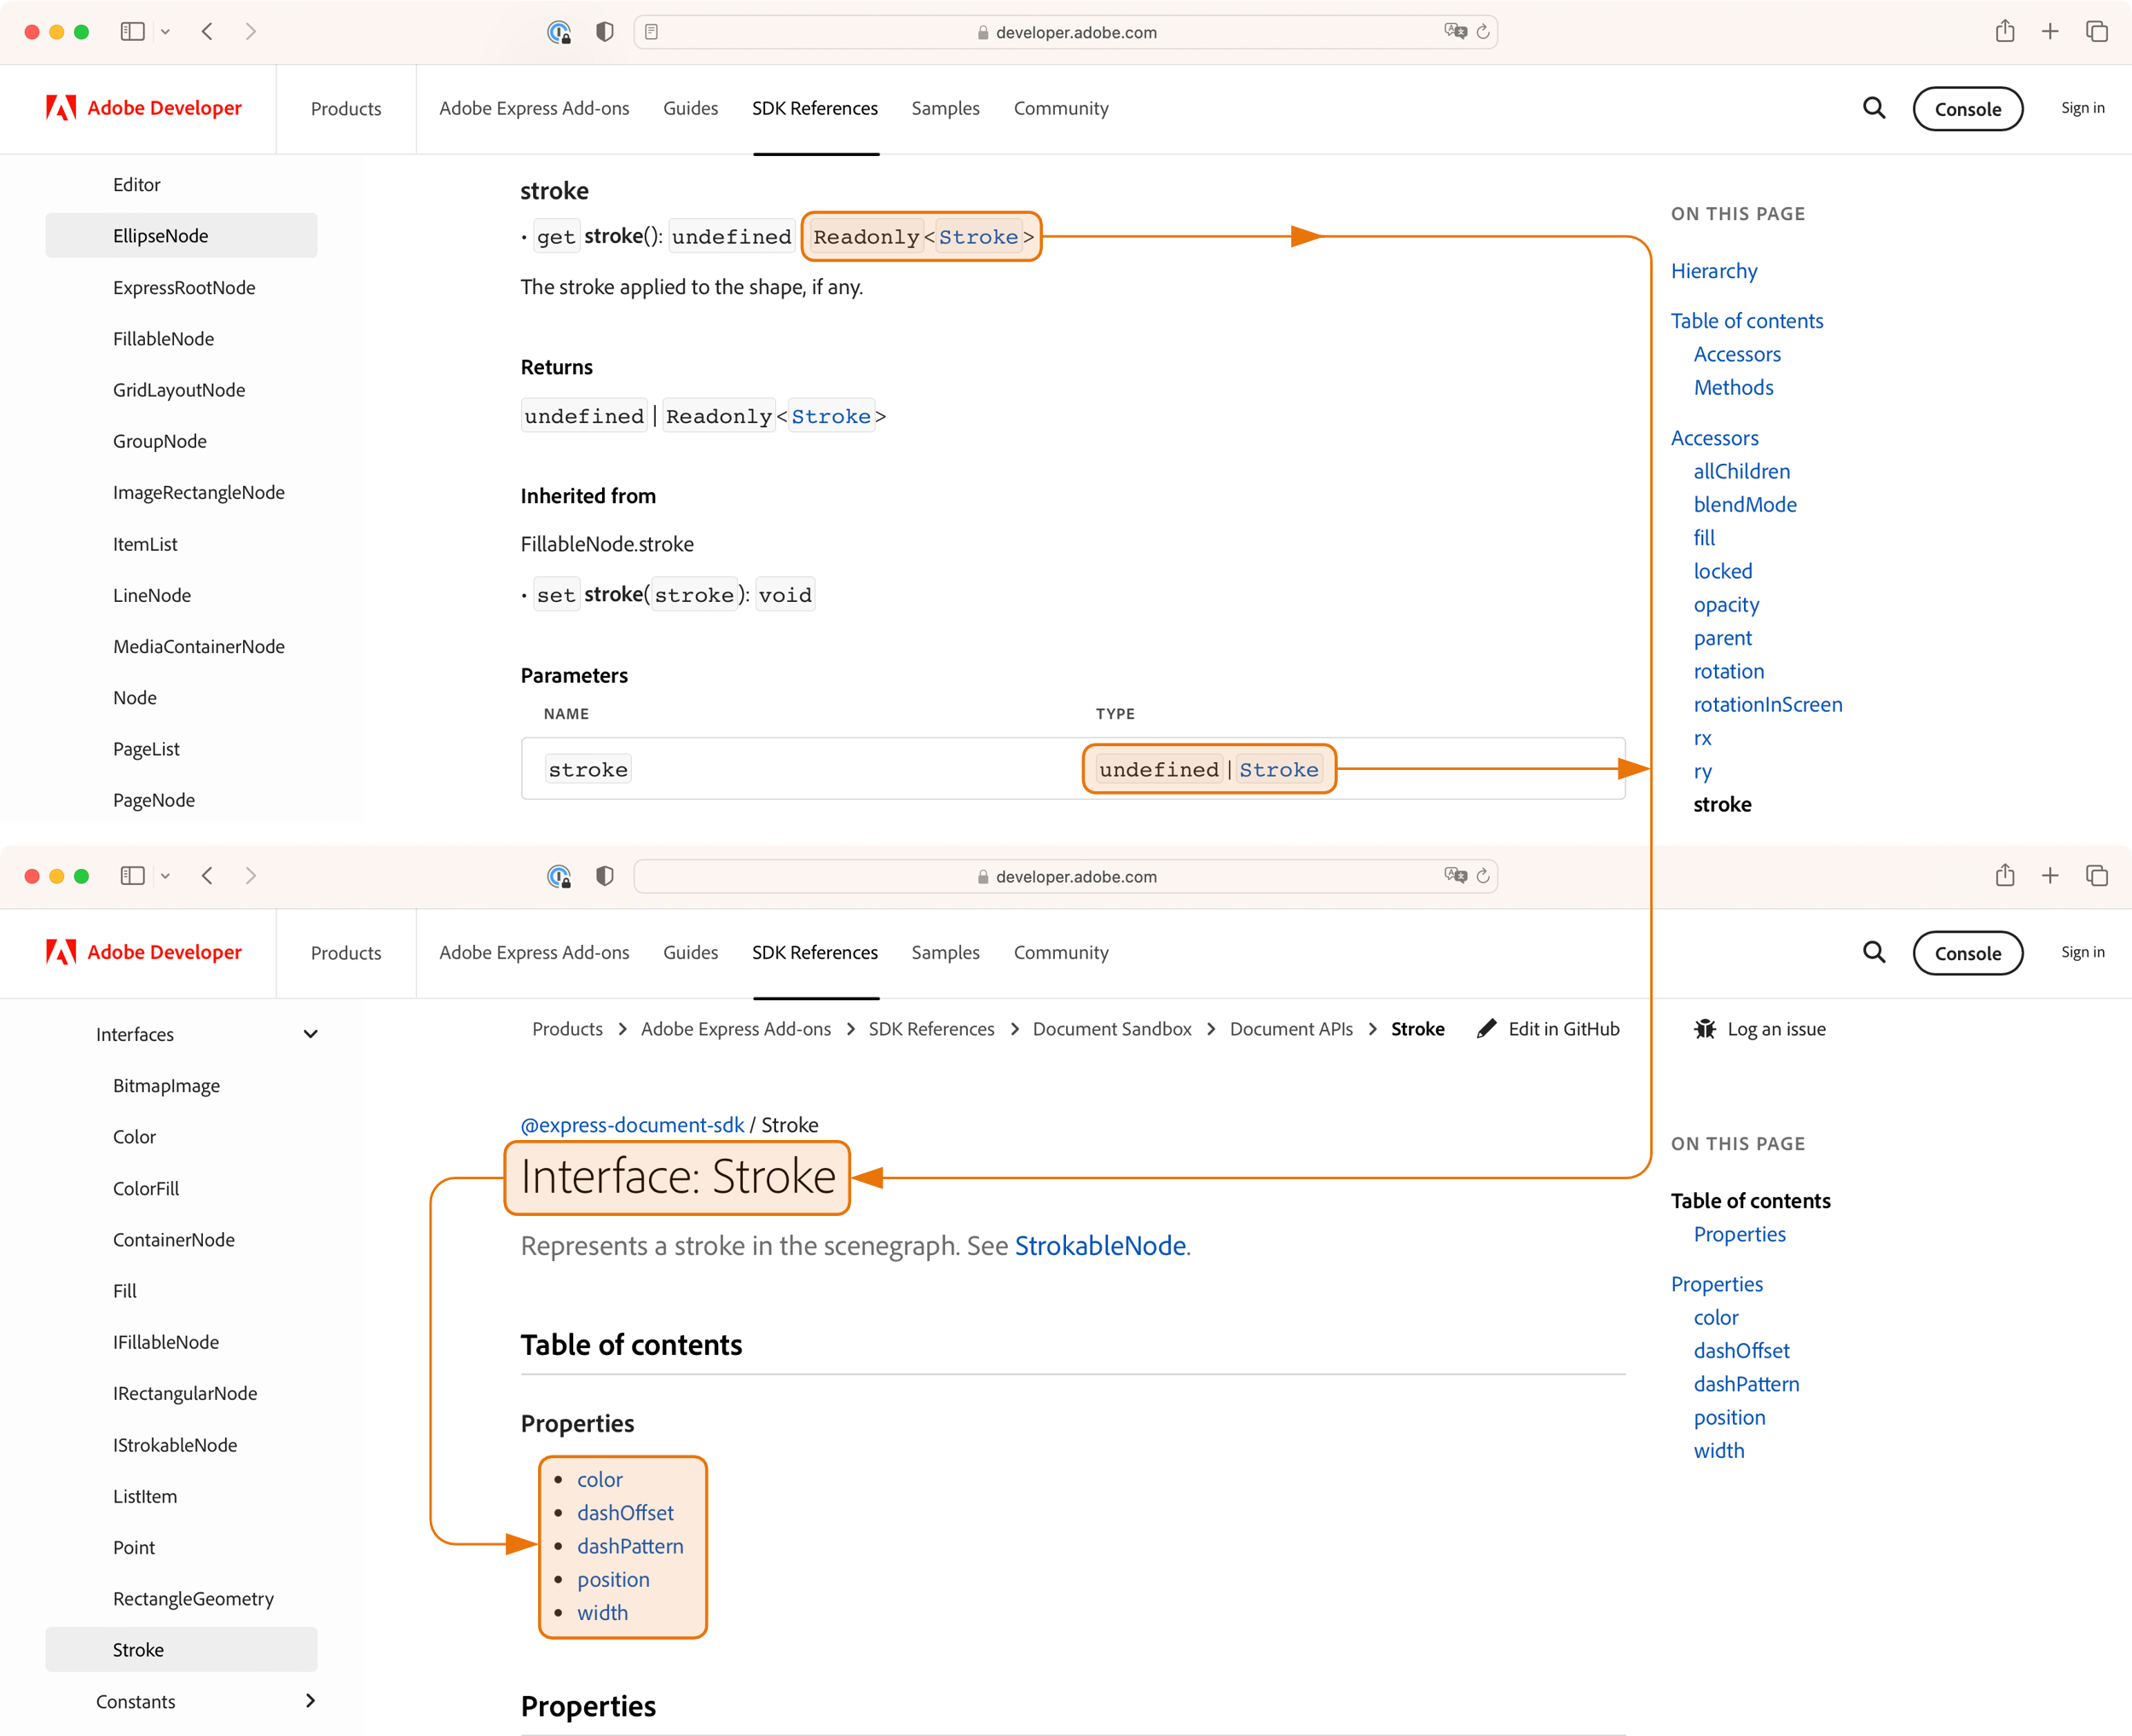 developer.adobe.com
Adobe Developer
Products
Adobe Express Add-ons
Guides
SDK References
Samples
Community
Console
Sign in
Editor
EllipseNode
ExpressRootNode
FillableNode
GridLayoutNode
GroupNode
ImageRectangleNode
ItemList
LineNode
MediaContainerNode
Node
PageList
PageNode
stroke
• get stroke(): undefined Readonly<Stroke>
The stroke applied to the shape, if any.
Returns
undefined | Readonly<Stroke>
Inherited from
FillableNode.stroke
• set stroke(stroke): void
Parameters
NAME TYPE
stroke undefined | Stroke
ON THIS PAGE
Hierarchy
Table of contents
Accessors
Methods
Accessors
allChildren
blendMode
fill
locked
opacity
parent
rotation
rotationInScreen
rx
ry
stroke
developer.adobe.com
Adobe Developer
Products
Adobe Express Add-ons
Guides
SDK References
Samples
Community
Console
Sign in
Interfaces
BitmapImage
Color
ColorFill
ContainerNode
Fill
IFillableNode
IRectangularNode
IStrokableNode
ListItem
Point
RectangleGeometry
Stroke
Constants
Products > Adobe Express Add-ons > SDK References > Document Sandbox > Document APIs > Stroke
Edit in GitHub
Log an issue
@express-document-sdk / Stroke
Interface: Stroke
Represents a stroke in the scenegraph. See StrokableNode.
Table of contents
Properties
• color
• dashOffset
• dashPattern
• position
• width
Properties
ON THIS PAGE
Table of contents
Properties
Properties
color
dashOffset
dashPattern
position
width